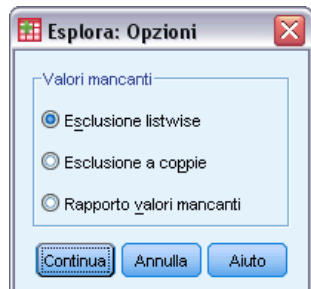 Esplora: Opzioni
Valori mancanti
Esclusione listwise
Esclusione a coppie
Rapporto valori mancanti
Continua Annulla Aiuto